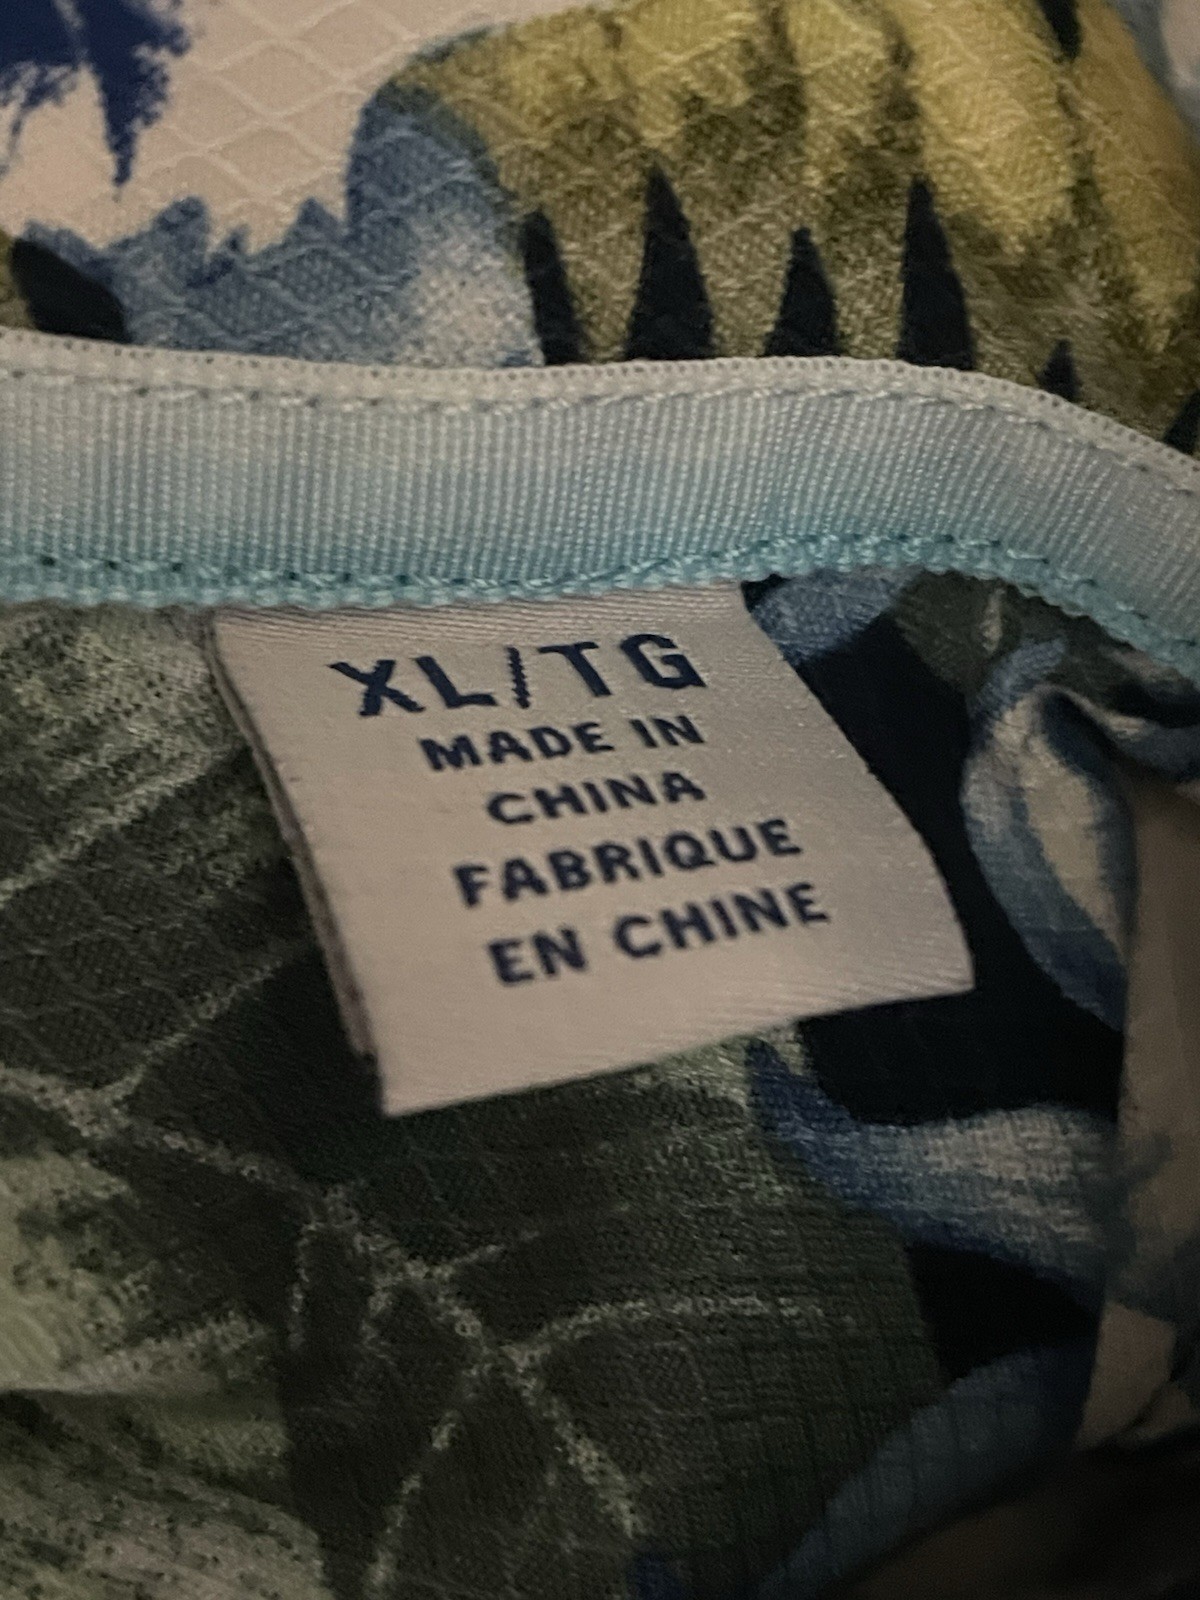 XL/TG
MADE IN
CHINA
FABRIQUE
EN CHINE